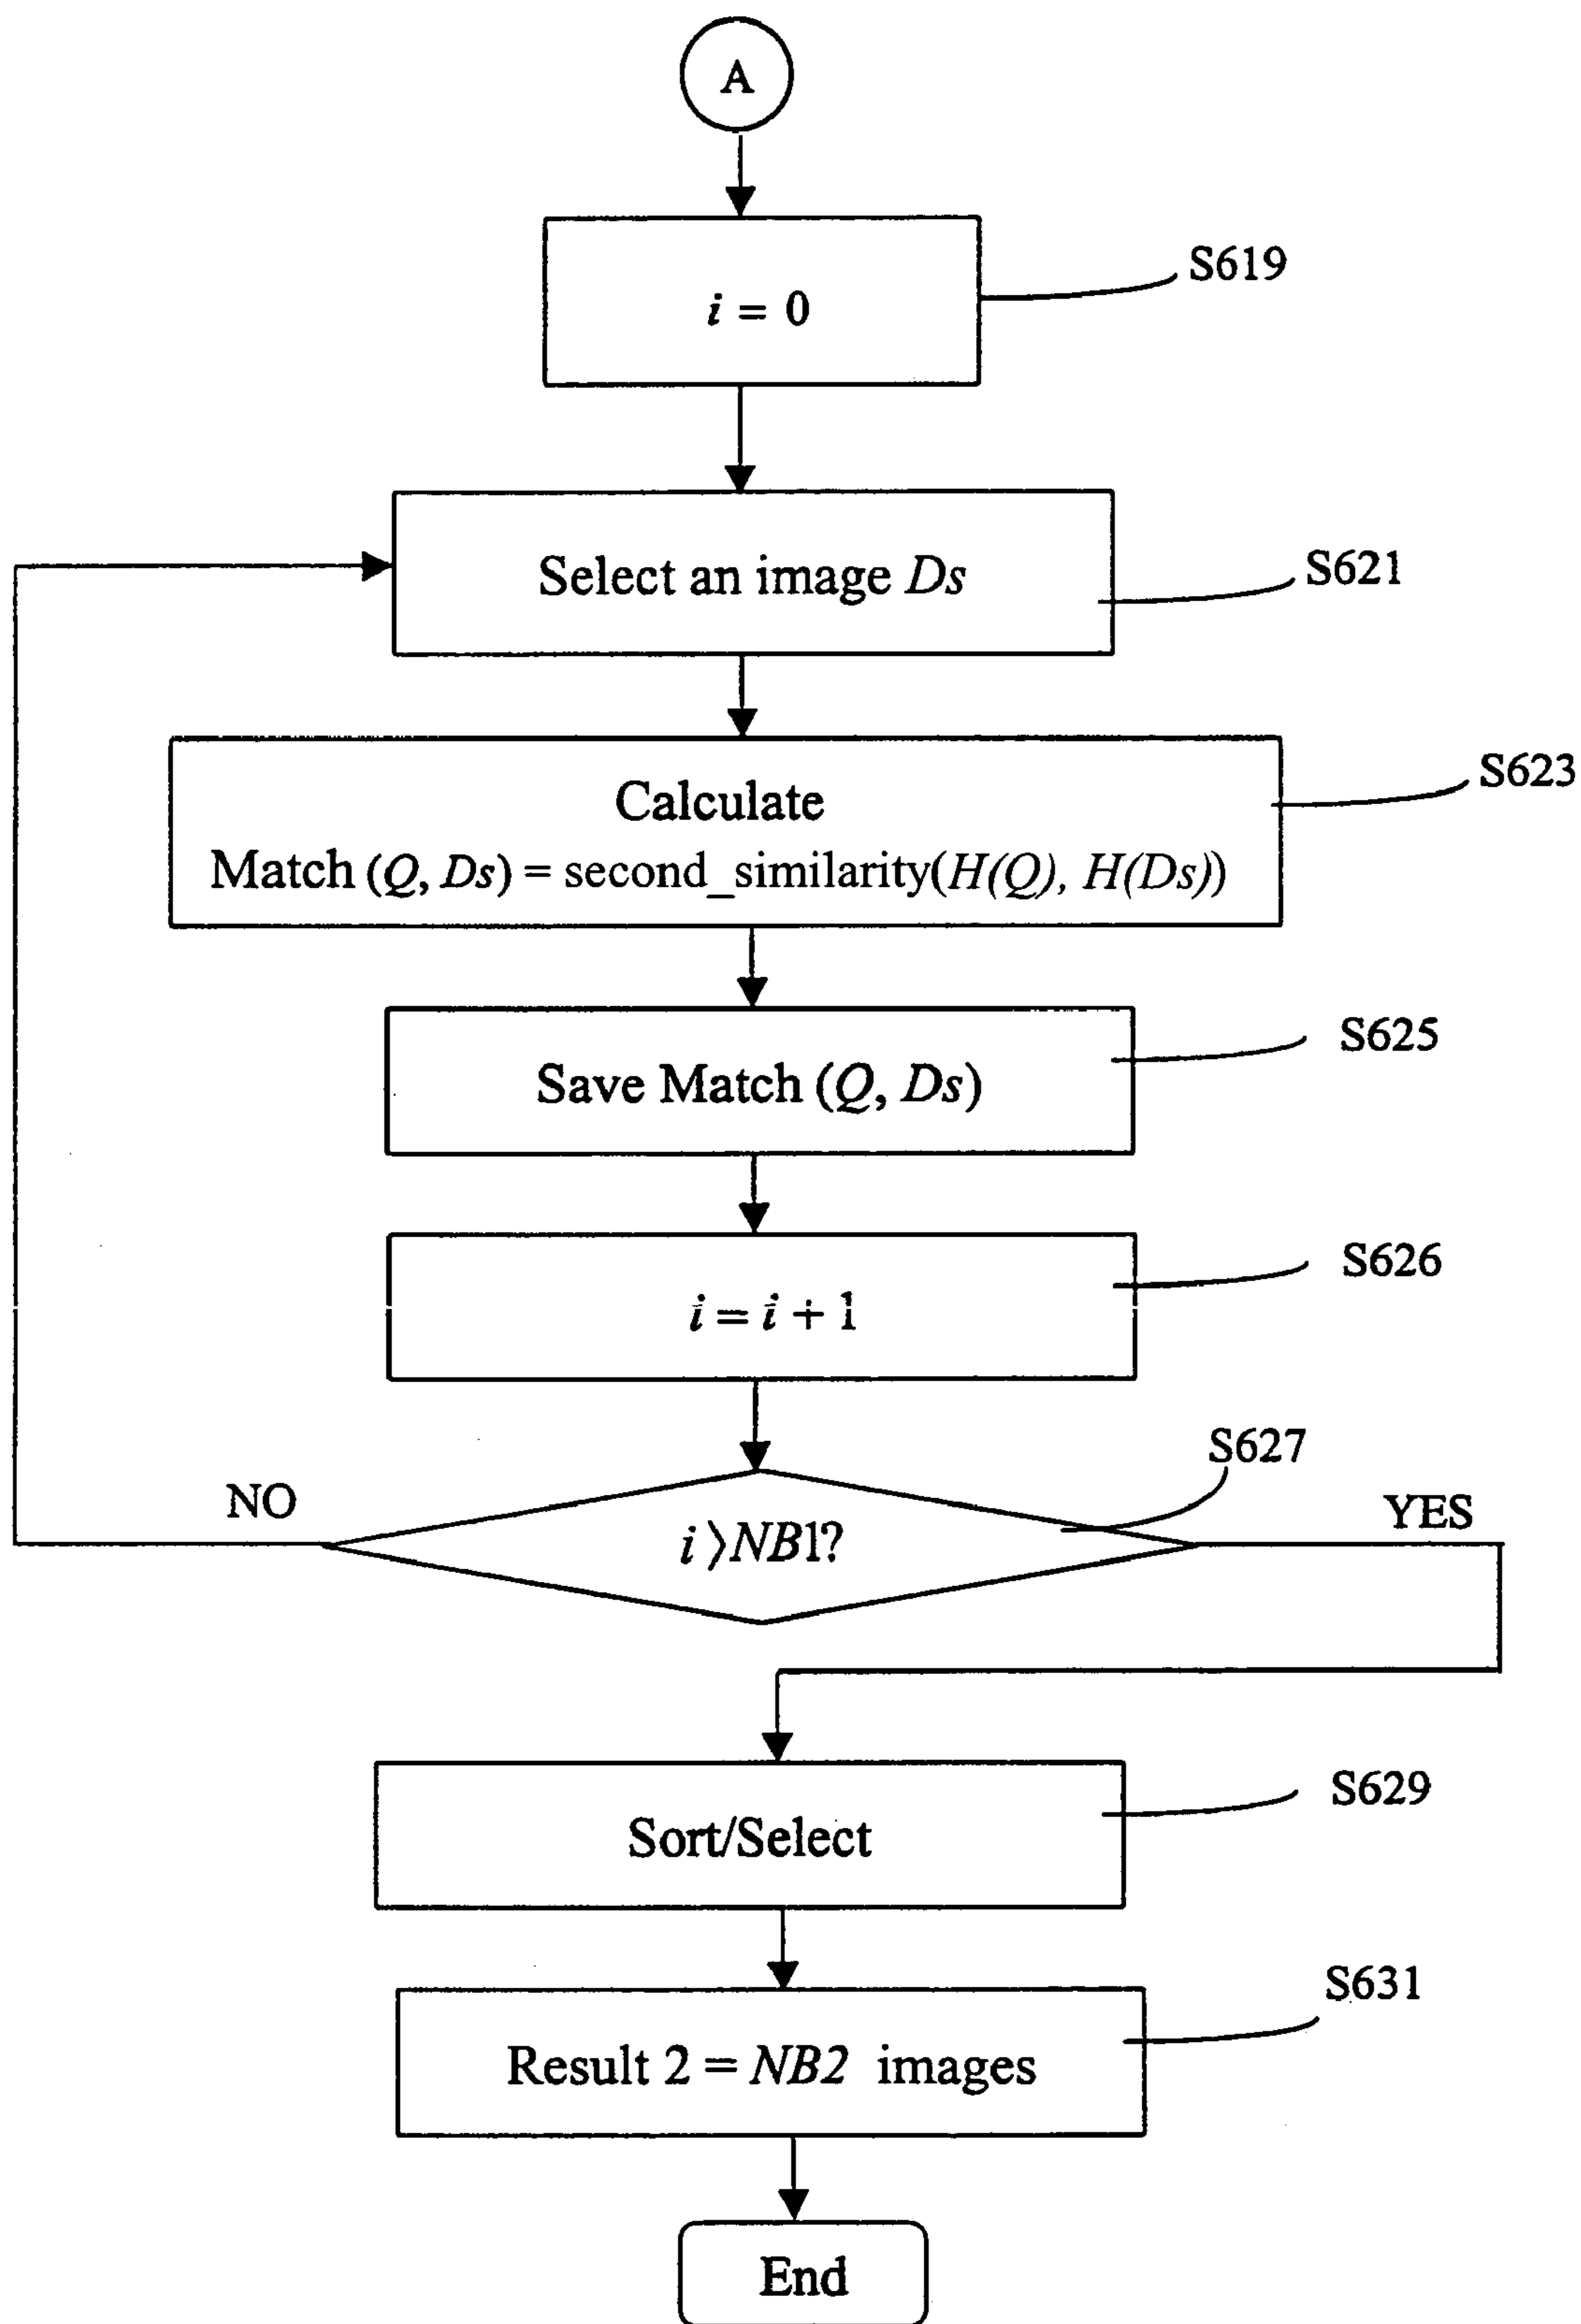 A
i = 0
S619
Select an image Ds
S621
Calculate
Match (Q, Ds) = second_similarity(H(Q), H(Ds))
S623
Save Match (Q, Ds)
S625
i = i + 1
S626
S627
NO
i ⟩NB1?
YES
Sort/Select
S629
Result 2 = NB2 images
S631
End